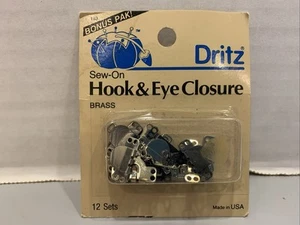 BONUS PAK!
Dritz®
Sew-On
Hook & Eye Closure
BRASS
12 Sets
Made in USA